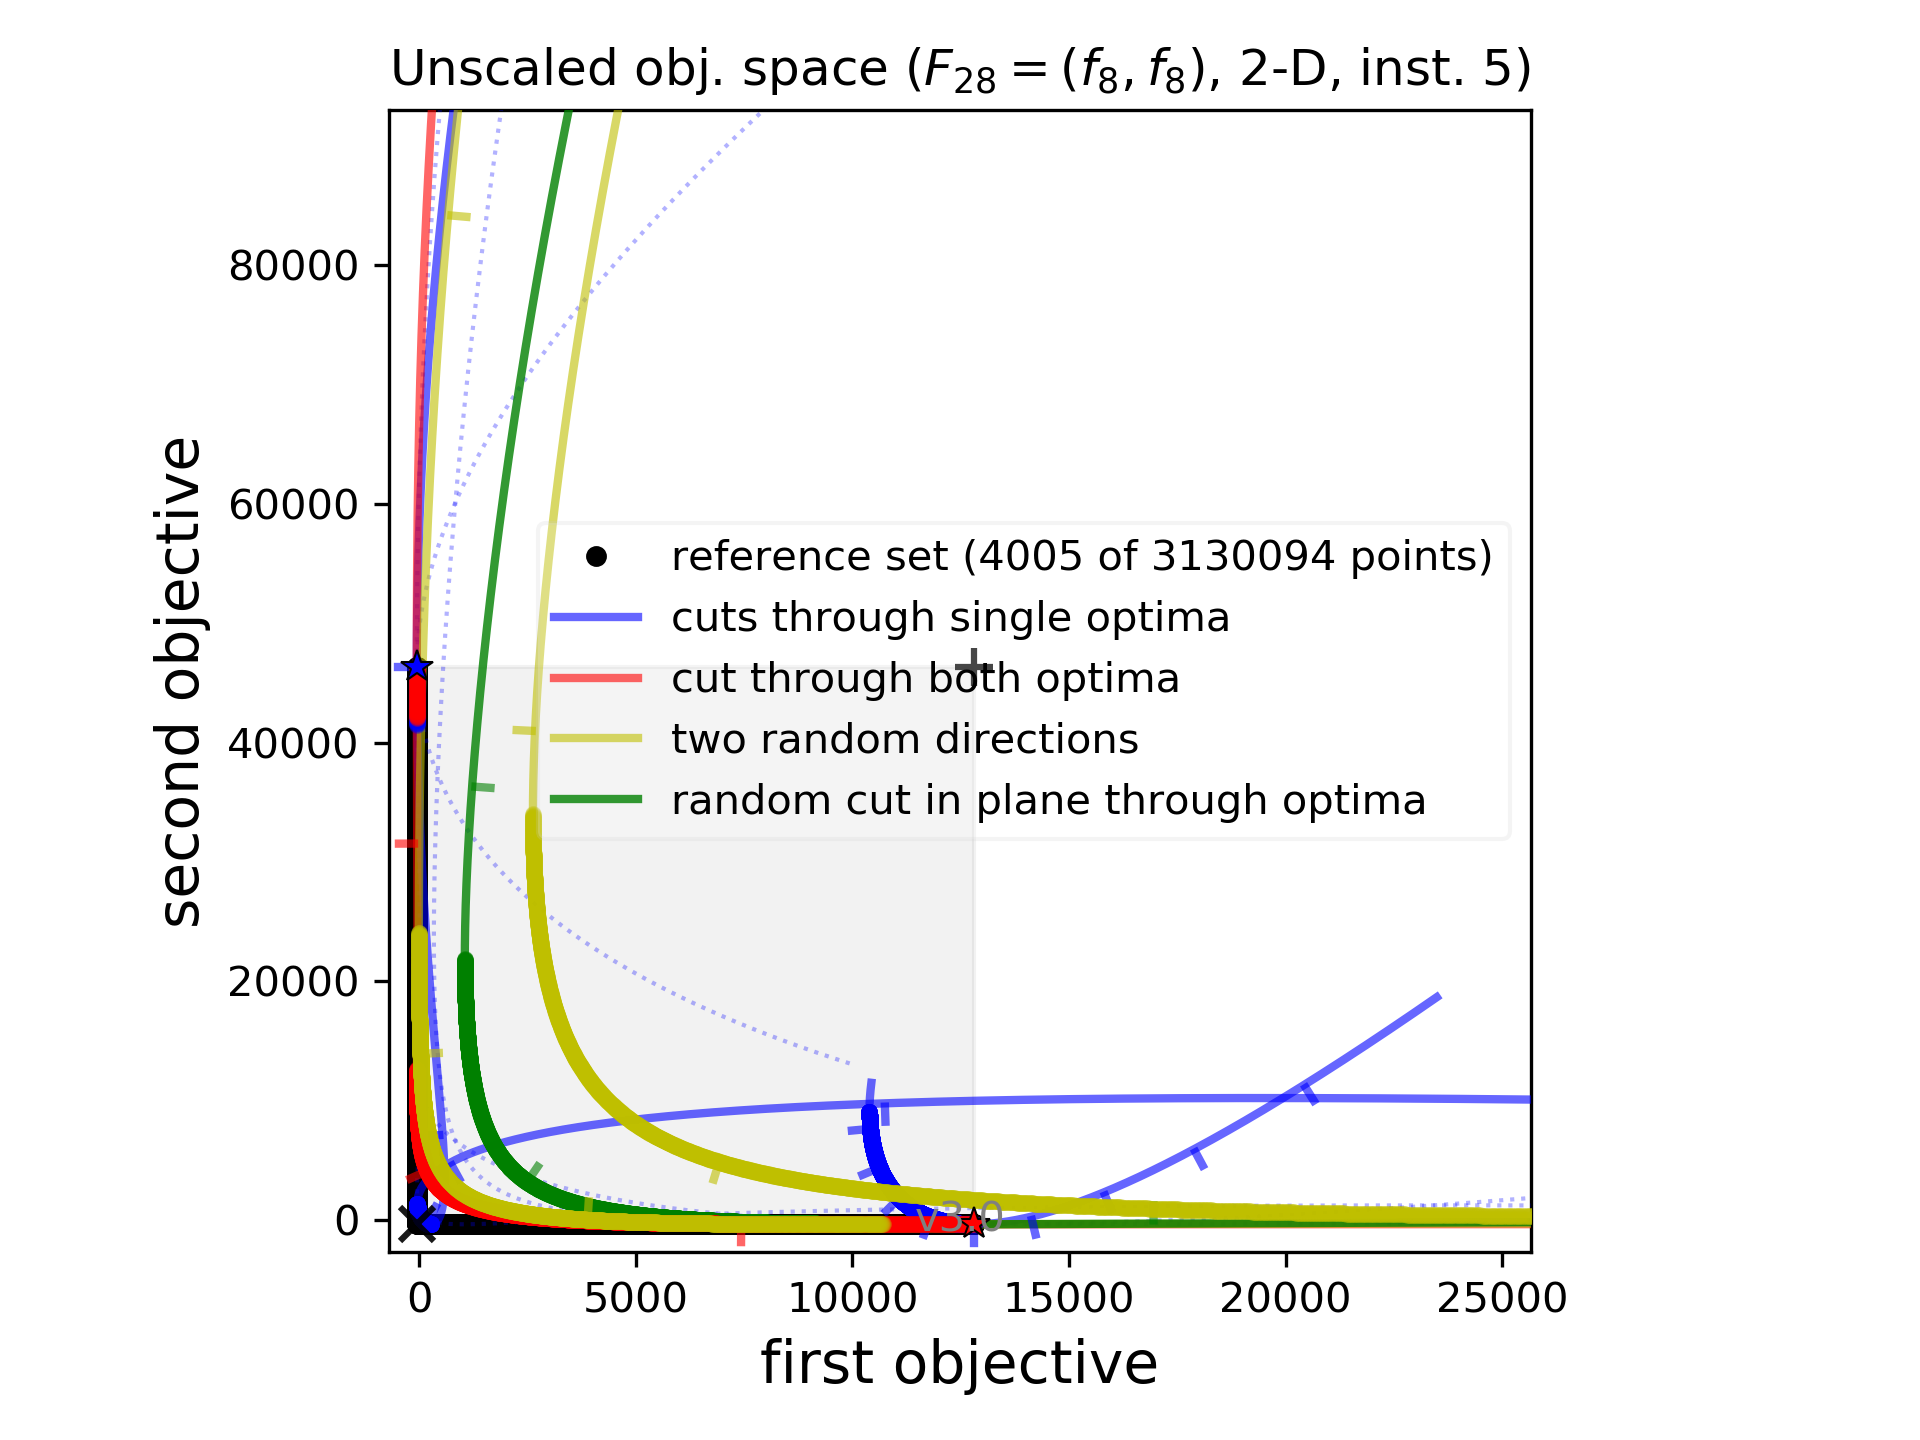 Unscaled obj. space (F28 = (f8, f8), 2-D, inst. 5)
80000
60000
40000
20000
0
second objective
reference set (4005 of 3130094 points)
cuts through single optima
cut through both optima
two random directions
random cut in plane through optima
v3.0
0 5000 10000 15000 20000 25000
first objective